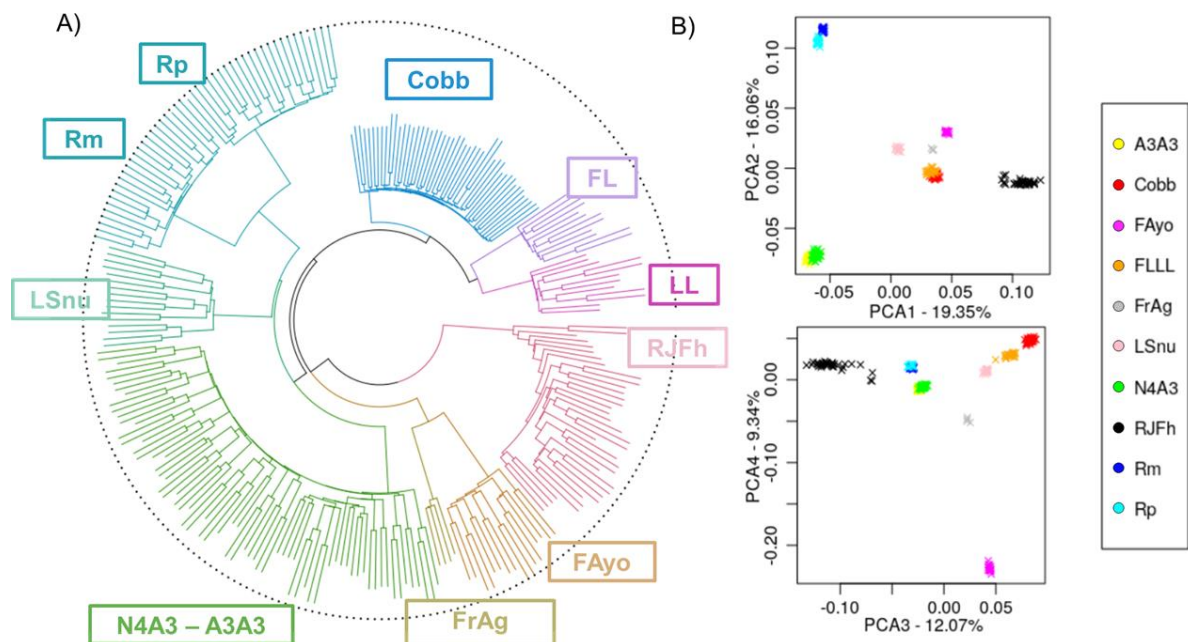 A)
Rp
Cobb
Rm
FL
LSnu
LL
RJFh
FAyo
N4A3 – A3A3
FrAg
B)
PCA2 - 16.06%
0.10
0.05
0.00
-0.05
-0.05 0.00 0.05 0.10
PCA1 - 19.35%
PCA4 - 9.34%
0.00
-0.10
-0.20
-0.10 0.00 0.05
PCA3 - 12.07%
A3A3
Cobb
FAyo
FLLL
FrAg
LSnu
N4A3
RJFh
Rm
Rp